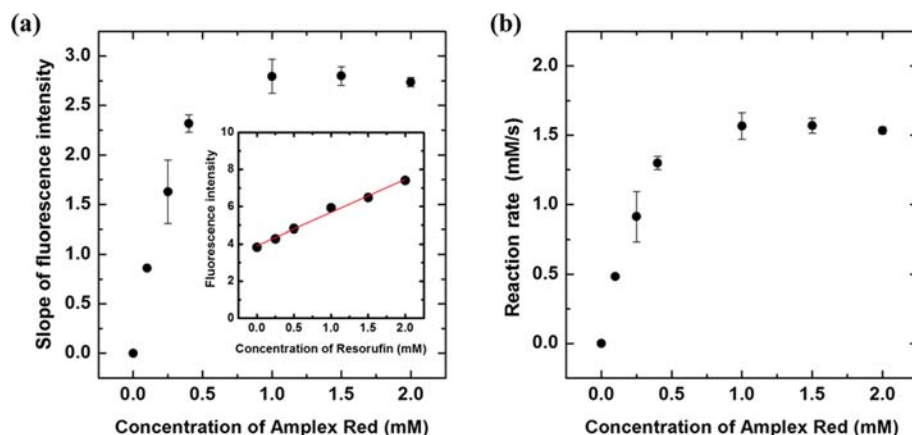 (a)
Slope of fluorescence intensity
3.0
2.5
2.0
1.5
1.0
0.5
0.0
0.0 0.5 1.0 1.5 2.0
Concentration of Amplex Red (mM)
Fluorescence intensity
10
8
6
4
2
0
0.0 0.5 1.0 1.5 2.0
Concentration of Resorufin (mM)
(b)
Reaction rate (mM/s)
2.0
1.5
1.0
0.5
0.0
0.0 0.5 1.0 1.5 2.0
Concentration of Amplex Red (mM)